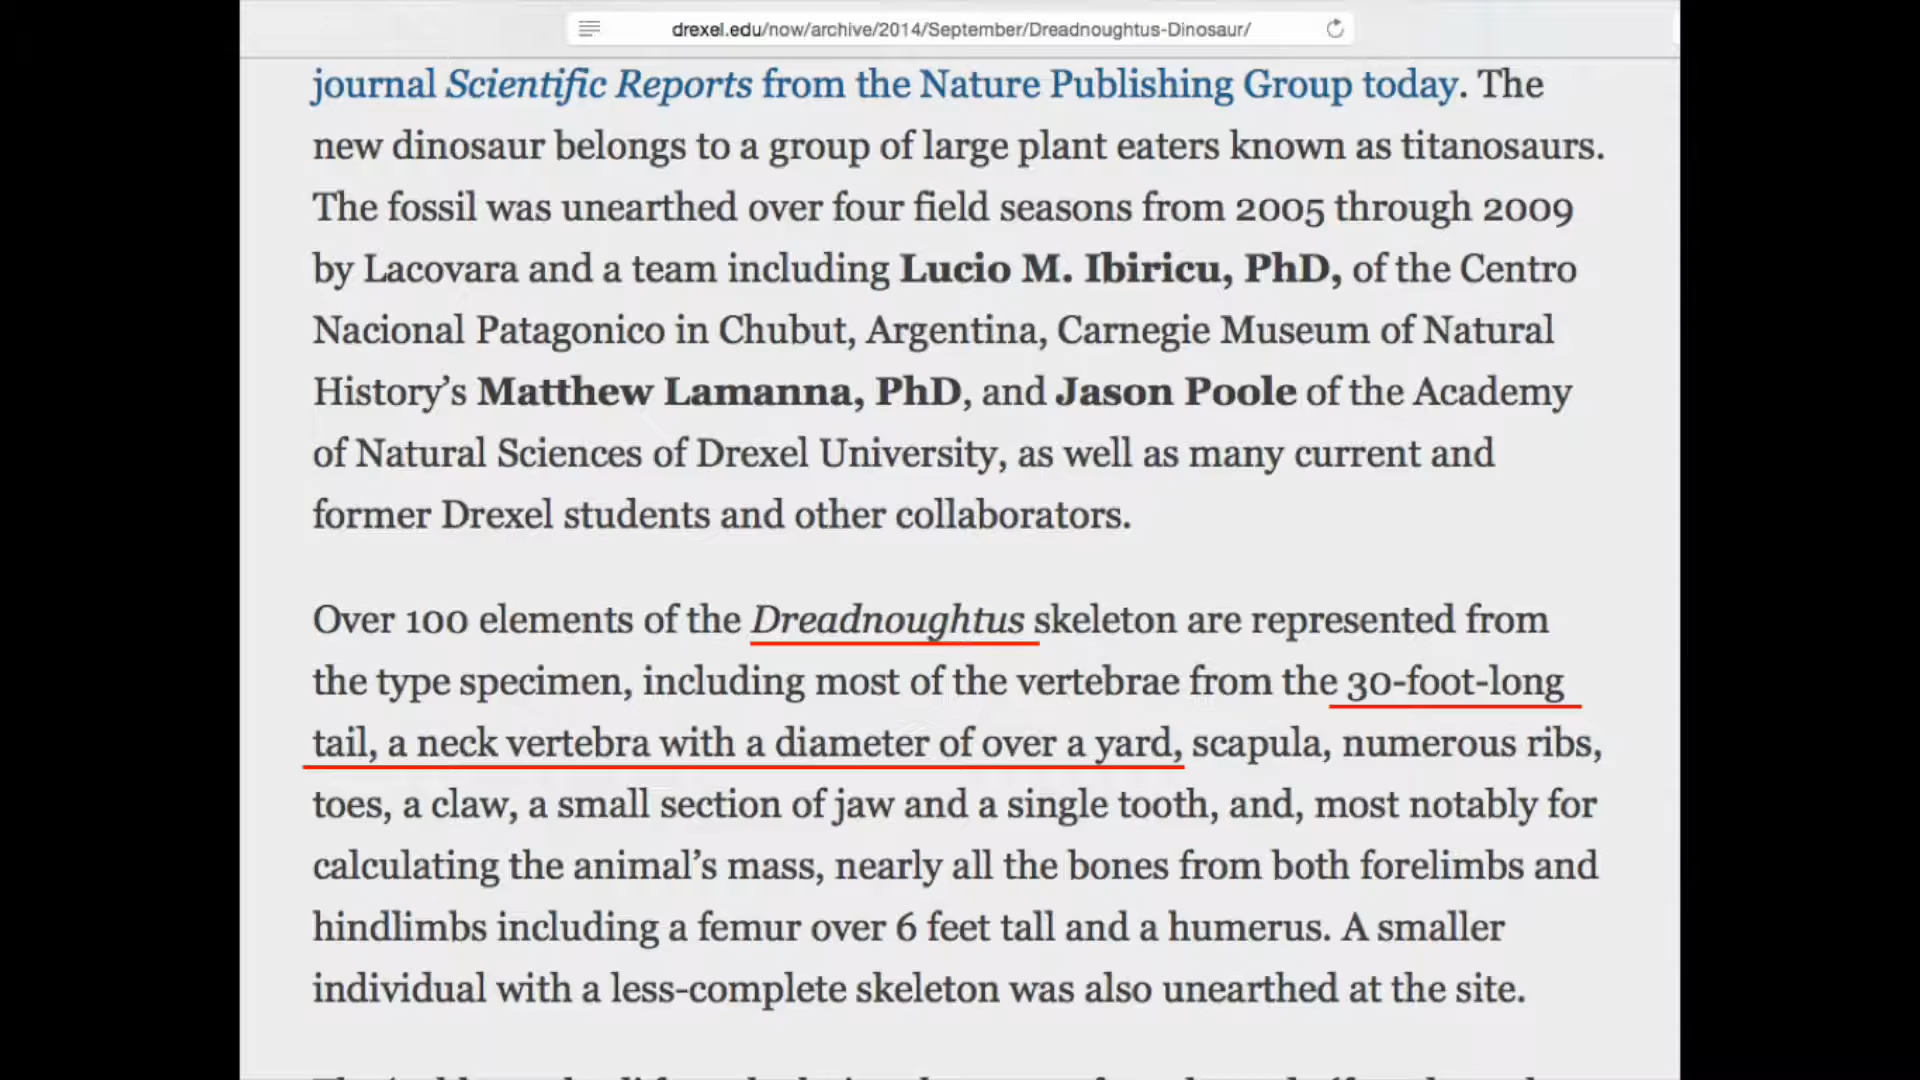 drexel.edu/now/archive/2014/September/Dreadnoughtus-Dinosaur/
journal Scientific Reports from the Nature Publishing Group today. The
new dinosaur belongs to a group of large plant eaters known as titanosaurs.
The fossil was unearthed over four field seasons from 2005 through 2009
by Lacovara and a team including Lucio M. Ibiricu, PhD, of the Centro
Nacional Patagonico in Chubut, Argentina, Carnegie Museum of Natural
History’s Matthew Lamanna, PhD, and Jason Poole of the Academy
of Natural Sciences of Drexel University, as well as many current and
former Drexel students and other collaborators.
Over 100 elements of the Dreadnoughtus skeleton are represented from
the type specimen, including most of the vertebrae from the 30-foot-long
tail, a neck vertebra with a diameter of over a yard, scapula, numerous ribs,
toes, a claw, a small section of jaw and a single tooth, and, most notably for
calculating the animal’s mass, nearly all the bones from both forelimbs and
hindlimbs including a femur over 6 feet tall and a humerus. A smaller
individual with a less-complete skeleton was also unearthed at the site.